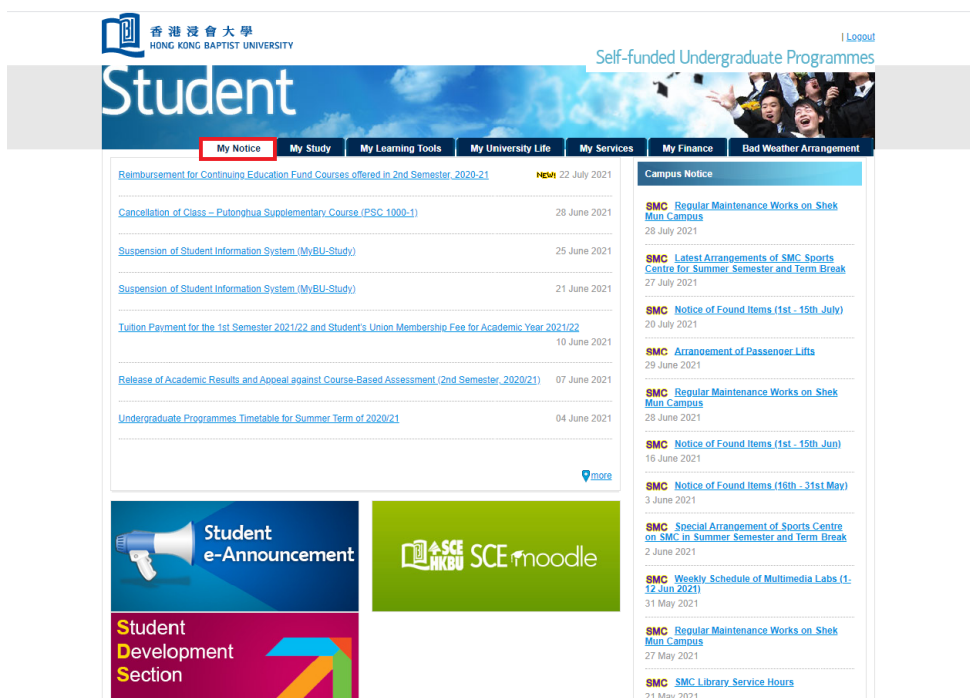 香港浸會大學
HONG KONG BAPTIST UNIVERSITY
| Logout
Self-funded Undergraduate Programmes
Student
My Notice My Study My Learning Tools My University Life My Services My Finance Bad Weather Arrangement
Reimbursement for Continuing Education Fund Courses offered in 2nd Semester, 2020-21 NEW! 22 July 2021
Cancellation of Class – Putonghua Supplementary Course (PSC 1000-1) 28 June 2021
Suspension of Student Information System (MyBU-Study) 25 June 2021
Suspension of Student Information System (MyBU-Study) 21 June 2021
Tuition Payment for the 1st Semester 2021/22 and Student's Union Membership Fee for Academic Year 2021/22
10 June 2021
Release of Academic Results and Appeal against Course-Based Assessment (2nd Semester, 2020/21) 07 June 2021
Undergraduate Programmes Timetable for Summer Term of 2020/21 04 June 2021
more
Student
e-Announcement
SCE
HKBU
SCE moodle
Student
Development
Section
Campus Notice
SMC Regular Maintenance Works on Shek
Mun Campus
28 July 2021
SMC Latest Arrangements of SMC Sports
Centre for Summer Semester and Term Break
27 July 2021
SMC Notice of Found Items (1st - 15th July)
20 July 2021
SMC Arrangement of Passenger Lifts
29 June 2021
SMC Regular Maintenance Works on Shek
Mun Campus
28 June 2021
SMC Notice of Found Items (1st - 15th Jun)
16 June 2021
SMC Notice of Found Items (16th - 31st May)
3 June 2021
SMC Special Arrangement of Sports Centre
on SMC in Summer Semester and Term Break
2 June 2021
SMC Weekly Schedule of Multimedia Labs (1-
12 Jun 2021)
31 May 2021
SMC Regular Maintenance Works on Shek
Mun Campus
27 May 2021
SMC SMC Library Service Hours
21 May 2021